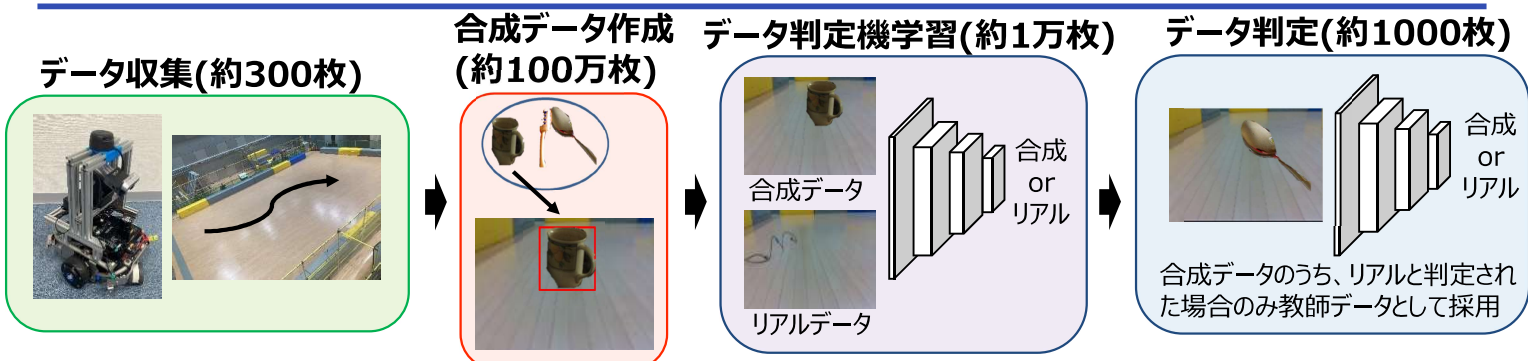 データ収集(約300枚)
合成データ作成
(約100万枚)
データ判定機学習(約1万枚)
合成データ
リアルデータ
合成
or
リアル
データ判定(約1000枚)
合成
or
リアル
合成データのうち、リアルと判定され
た場合のみ教師データとして採用